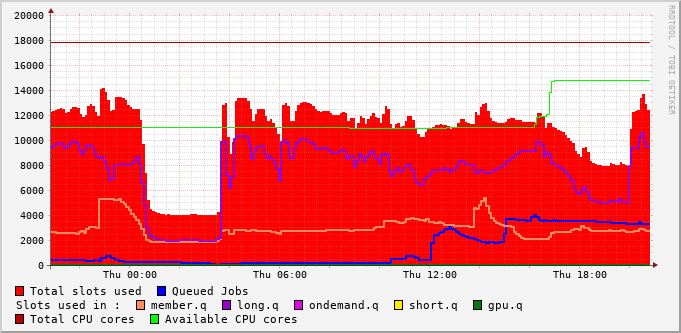 20000
18000
16000
14000
12000
10000
8000
6000
4000
2000
0
Thu 00:00 Thu 06:00 Thu 12:00 Thu 18:00
Total slots used Queued Jobs
Slots used in : member.q long.q ondemand.q short.q gpu.q
Total CPU cores Available CPU cores
RRDTOOL / TOBI OETIKER